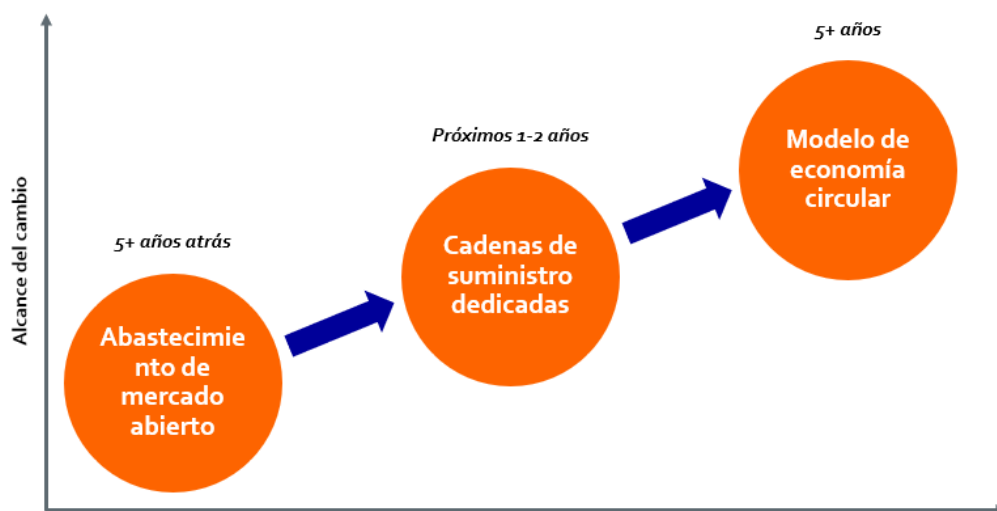 5+ años
Modelo de
economía
circular
Próximos 1-2 años
Cadenas de
suministro
dedicadas
5+ años atrás
Abastecimie
nto de
mercado
abierto
Alcance del cambio